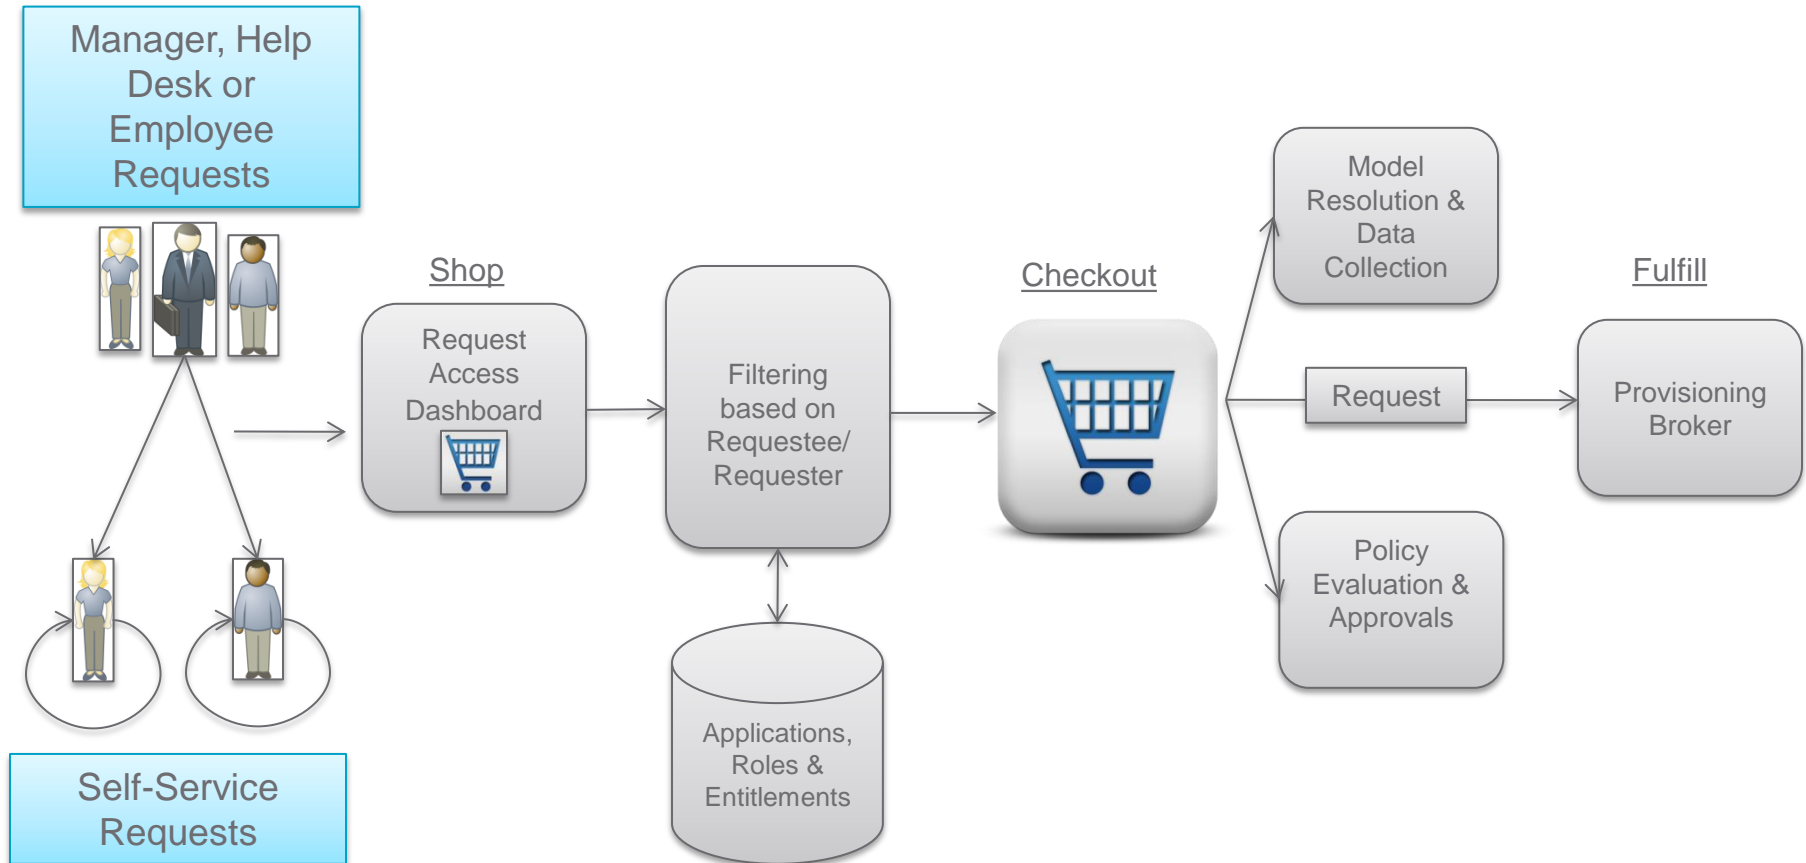 Manager, Help
Desk or
Employee
Requests
Shop
Request
Access
Dashboard
Filtering
based on
Requestee/
Requester
Applications,
Roles &
Entitlements
Checkout
Model
Resolution &
Data
Collection
Request
Policy
Evaluation &
Approvals
Fulfill
Provisioning
Broker
Self-Service
Requests